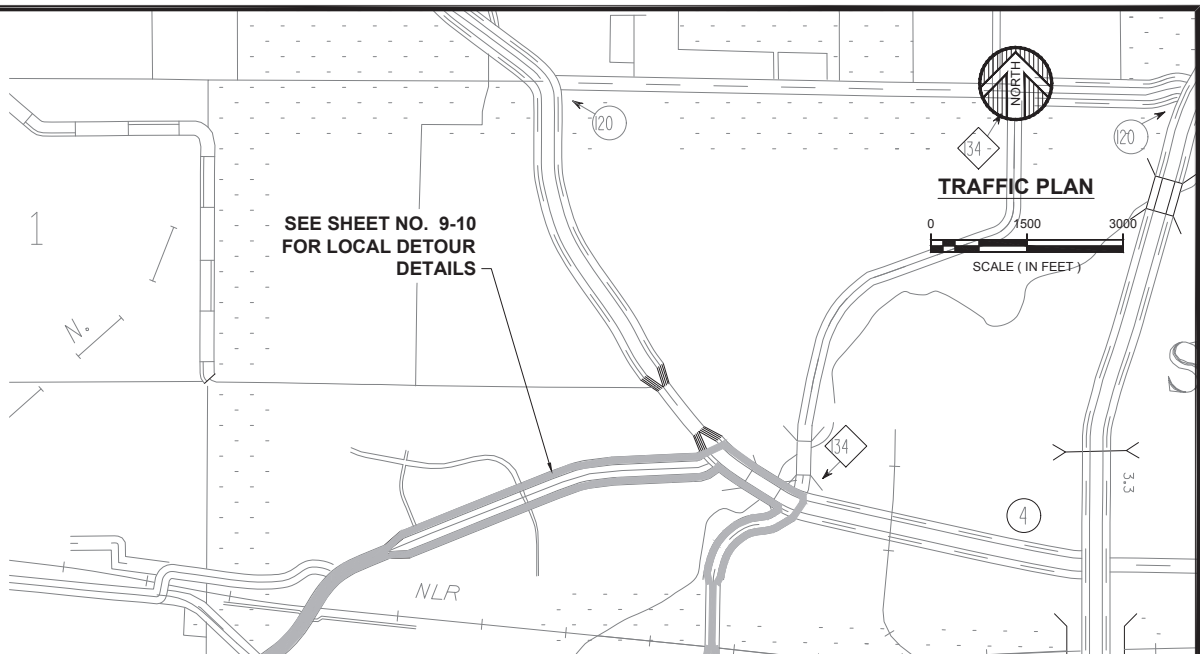 120
NORTH
134
120
TRAFFIC PLAN
0 1500 3000
SCALE ( IN FEET )
1
SEE SHEET NO. 9-10
FOR LOCAL DETOUR
DETAILS
N.
134
3.3
4
NLR